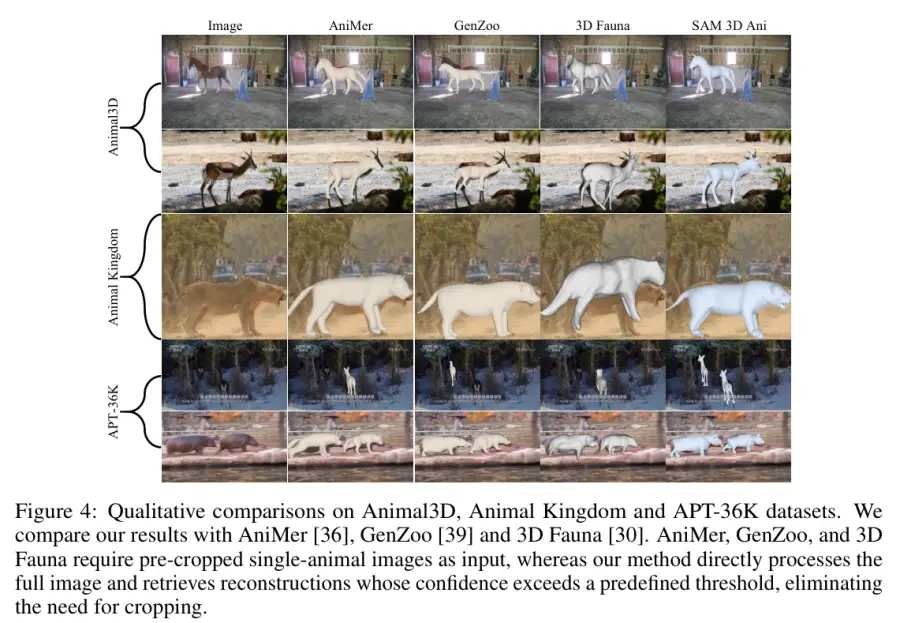 Image AniMer GenZoo 3D Fauna SAM 3D Ani
Animal3D
Animal Kingdom
APT-36K
Figure 4: Qualitative comparisons on Animal3D, Animal Kingdom and APT-36K datasets. We
compare our results with AniMer [36], GenZoo [39] and 3D Fauna [30]. AniMer, GenZoo, and 3D
Fauna require pre-cropped single-animal images as input, whereas our method directly processes the
full image and retrieves reconstructions whose confidence exceeds a predefined threshold, eliminating
the need for cropping.